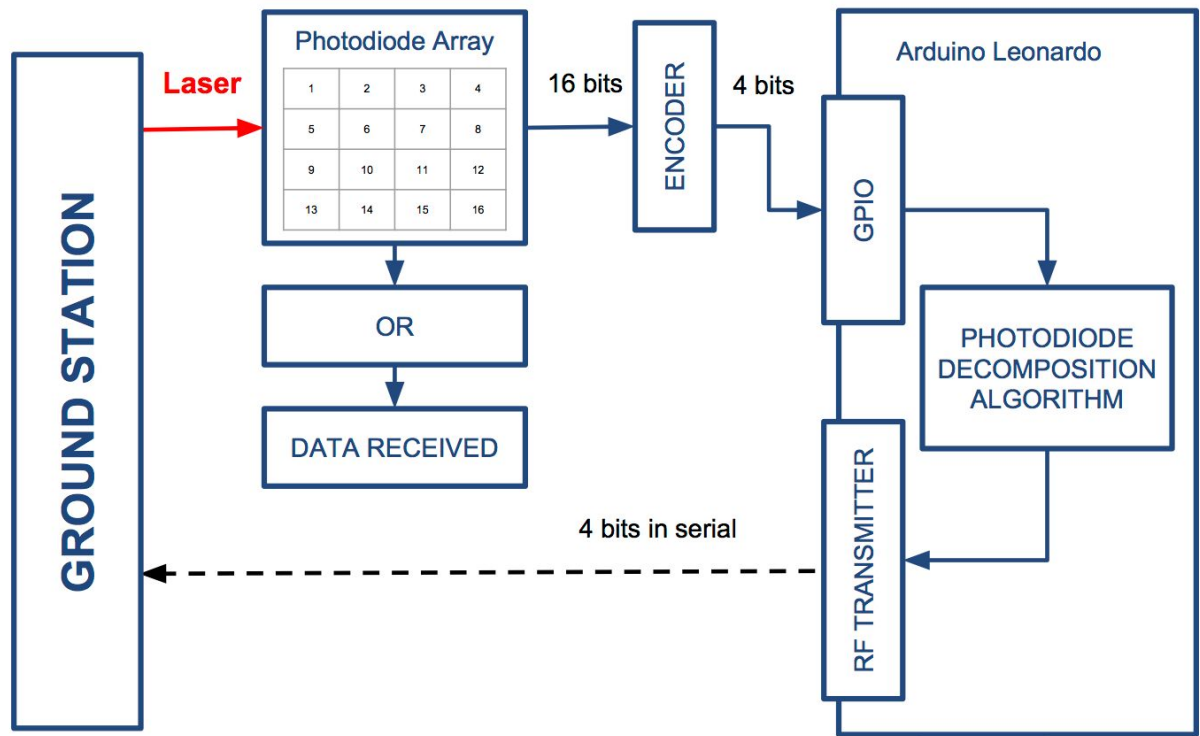 GROUND STATION
Laser
Photodiode Array
1 2 3 4
5 6 7 8
9 10 11 12
13 14 15 16
OR
DATA RECEIVED
16 bits
ENCODER
4 bits
Arduino Leonardo
GPIO
PHOTODIODE
DECOMPOSITION
ALGORITHM
RF TRANSMITTER
4 bits in serial